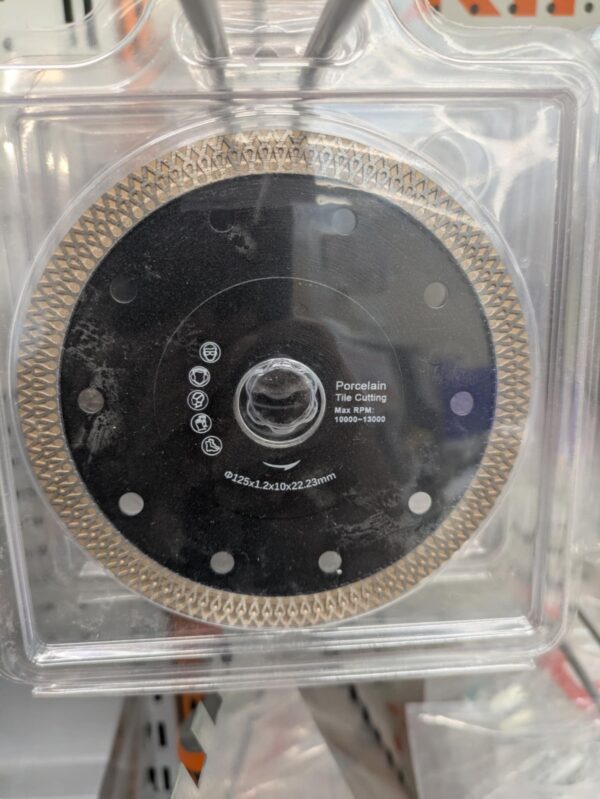 Porcelain
Tile Cutting
Max RPM:
10000~13000
Φ125x1.2x10x22.23mm